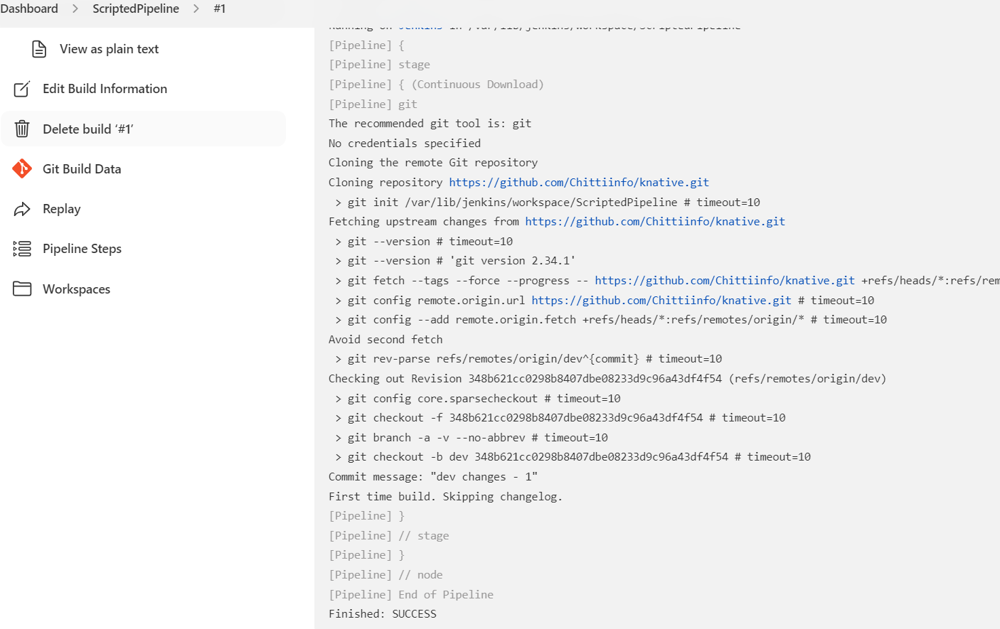 Dashboard > ScriptedPipeline > #1
View as plain text
Edit Build Information
Delete build ‘#1’
Git Build Data
Replay
Pipeline Steps
Workspaces
Running on Jenkins in /var/lib/jenkins/workspace/ScriptedPipeline
[Pipeline] {
[Pipeline] stage
[Pipeline] { (Continuous Download)
[Pipeline] git
The recommended git tool is: git
No credentials specified
Cloning the remote Git repository
Cloning repository https://github.com/Chittiinfo/knative.git
> git init /var/lib/jenkins/workspace/ScriptedPipeline # timeout=10
Fetching upstream changes from https://github.com/Chittiinfo/knative.git
> git --version # timeout=10
> git --version # 'git version 2.34.1'
> git fetch --tags --force --progress -- https://github.com/Chittiinfo/knative.git +refs/heads/*:refs/rem
> git config remote.origin.url https://github.com/Chittiinfo/knative.git # timeout=10
> git config --add remote.origin.fetch +refs/heads/*:refs/remotes/origin/* # timeout=10
Avoid second fetch
> git rev-parse refs/remotes/origin/dev^{commit} # timeout=10
Checking out Revision 348b621cc0298b8407dbe08233d9c96a43df4f54 (refs/remotes/origin/dev)
> git config core.sparsecheckout # timeout=10
> git checkout -f 348b621cc0298b8407dbe08233d9c96a43df4f54 # timeout=10
> git branch -a -v --no-abbrev # timeout=10
> git checkout -b dev 348b621cc0298b8407dbe08233d9c96a43df4f54 # timeout=10
Commit message: "dev changes - 1"
First time build. Skipping changelog.
[Pipeline] }
[Pipeline] // stage
[Pipeline] }
[Pipeline] // node
[Pipeline] End of Pipeline
Finished: SUCCESS